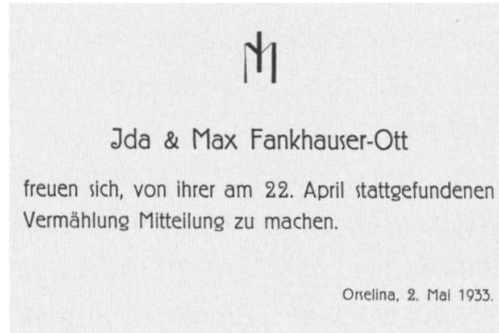 Ida & Max Fankhauser-Ott
freuen sich, von ihrer am 22. April stattgefundenen
Vermählung Mitteilung zu machen.
Orselina, 2. Mai 1933.